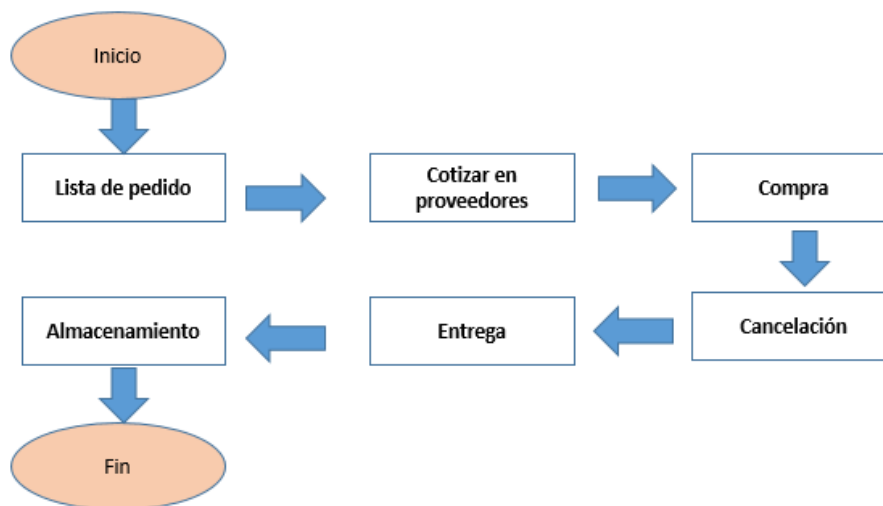 Inicio
Lista de pedido
Cotizar en
proveedores
Compra
Cancelación
Entrega
Almacenamiento
Fin